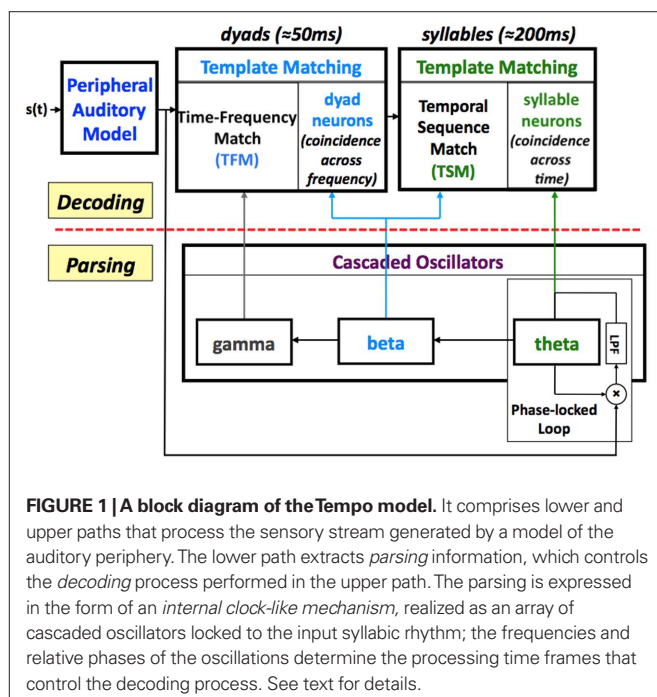 dyads (≈50ms)
syllables (≈200ms)
Peripheral
Auditory
Model
s(t)
Template Matching
Time-Frequency
Match
(TFM)
dyad
neurons
(coincidence
across
frequency)
Template Matching
Temporal
Sequence
Match
(TSM)
syllable
neurons
(coincidence
across
time)
Decoding
Parsing
Cascaded Oscillators
gamma
beta
theta
LPF
×
Phase-locked
Loop
FIGURE 1 | A block diagram of the Tempo model. It comprises lower and
upper paths that process the sensory stream generated by a model of the
auditory periphery. The lower path extracts parsing information, which controls
the decoding process performed in the upper path. The parsing is expressed
in the form of an internal clock-like mechanism, realized as an array of
cascaded oscillators locked to the input syllabic rhythm; the frequencies and
relative phases of the oscillations determine the processing time frames that
control the decoding process. See text for details.